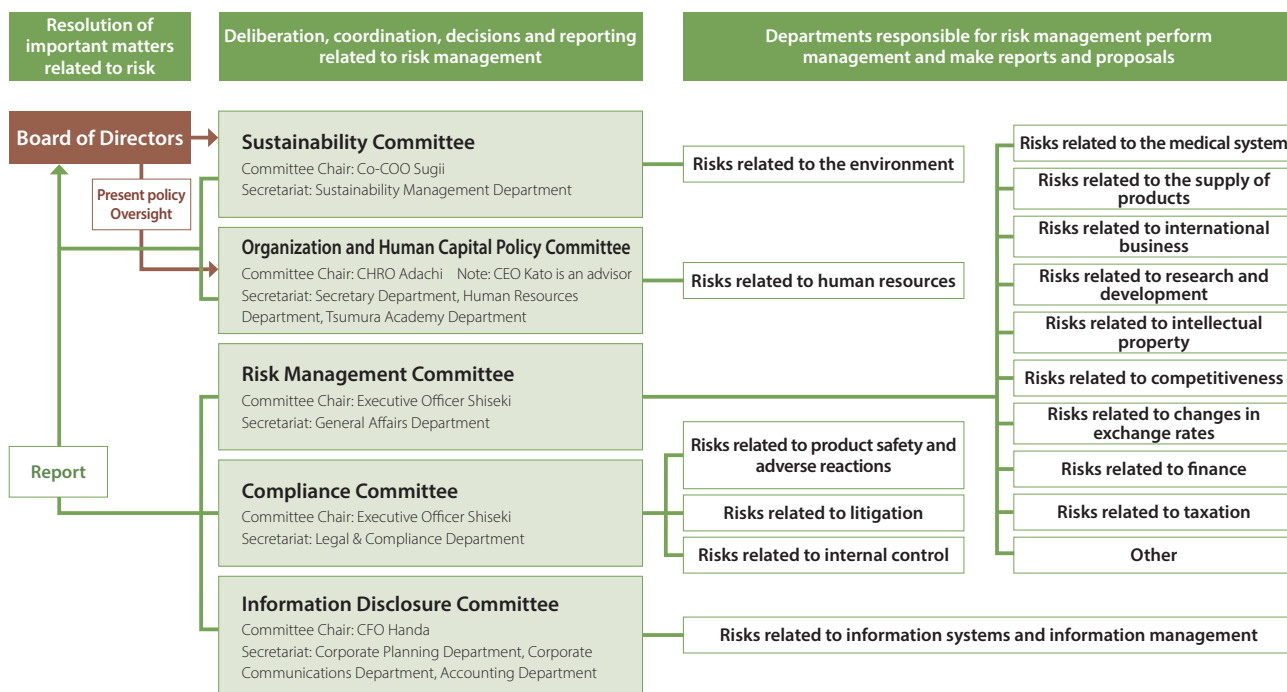 Resolution of
important matters
related to risk
Deliberation, coordination, decisions and reporting
related to risk management
Departments responsible for risk management perform
management and make reports and proposals
Board of Directors
Present policy
Oversight
Report
Sustainability Committee
Committee Chair: Co-COO Sugii
Secretariat: Sustainability Management Department
Risks related to the environment
Organization and Human Capital Policy Committee
Committee Chair: CHRO Adachi Note: CEO Kato is an advisor
Secretariat: Secretary Department, Human Resources
Department, Tsumura Academy Department
Risks related to human resources
Risk Management Committee
Committee Chair: Executive Officer Shiseki
Secretariat: General Affairs Department
Risks related to the medical system
Risks related to the supply of
products
Risks related to international
business
Risks related to research and
development
Risks related to intellectual
property
Risks related to competitiveness
Risks related to changes in
exchange rates
Risks related to finance
Risks related to taxation
Other
Compliance Committee
Committee Chair: Executive Officer Shiseki
Secretariat: Legal & Compliance Department
Risks related to product safety and
adverse reactions
Risks related to litigation
Risks related to internal control
Information Disclosure Committee
Committee Chair: CFO Handa
Secretariat: Corporate Planning Department, Corporate
Communications Department, Accounting Department
Risks related to information systems and information management